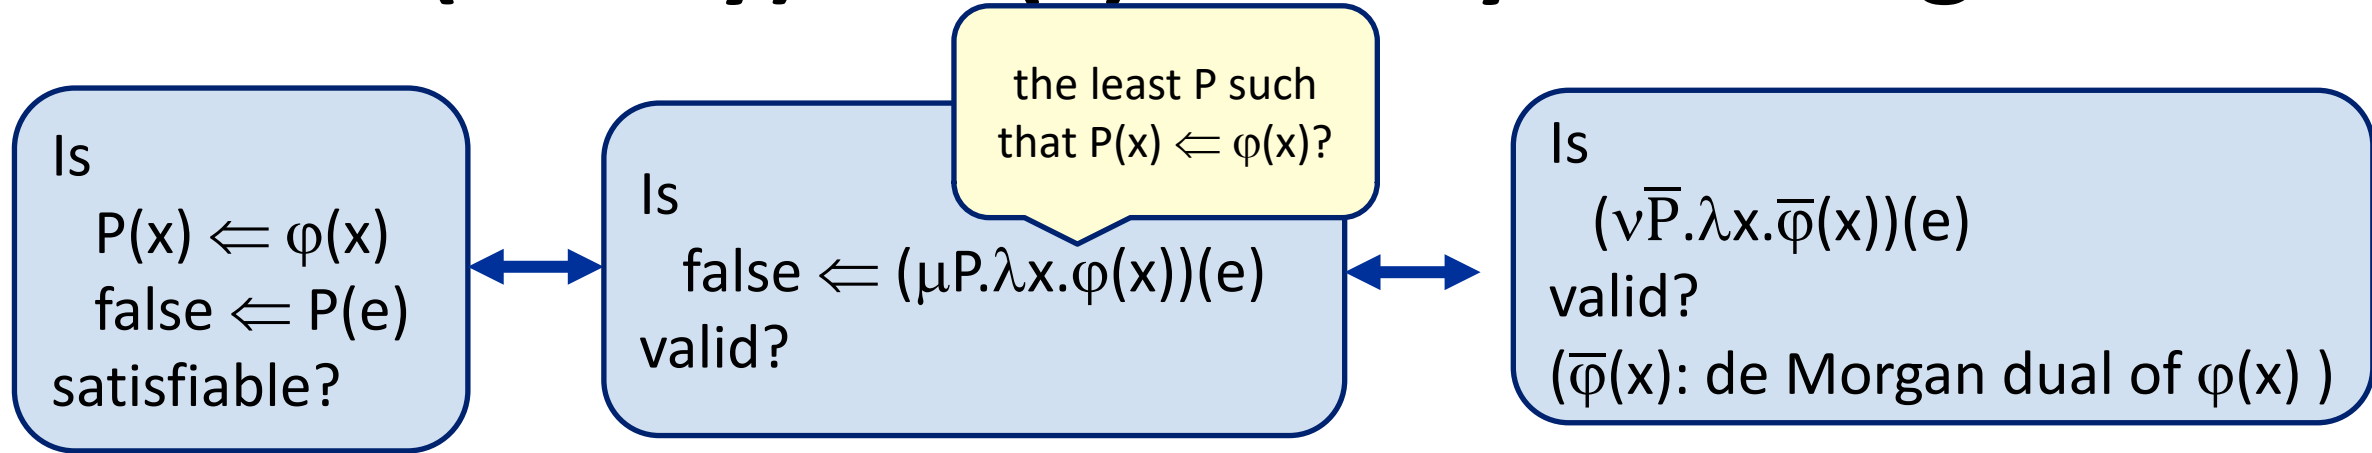 the least P such
that P(x) ⟸ φ(x)?
Is
P(x) ⟸ φ(x)
false ⟸ P(e)
satisfiable?
Is
false ⟸ (μP.λx.φ(x))(e)
valid?
Is
(νP̅.λx.φ̅(x))(e)
valid?
(φ̅(x): de Morgan dual of φ(x) )